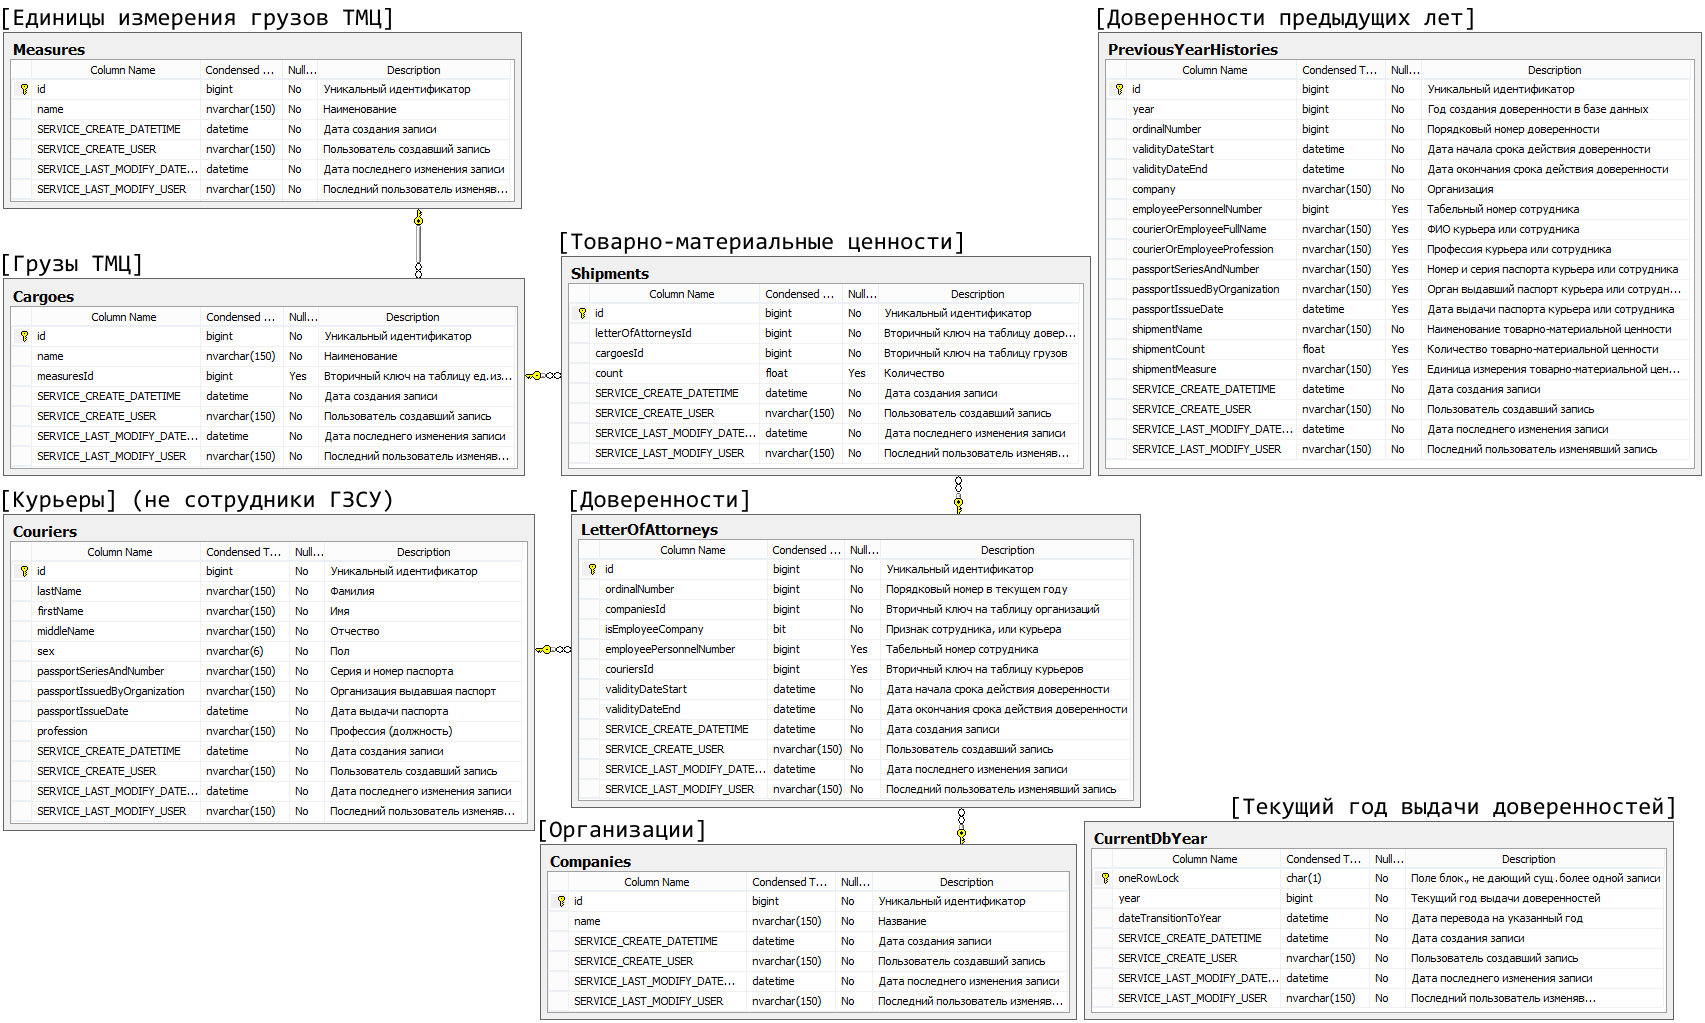 [Единицы измерения грузов ТМЦ]
Measures
Column Name Condensed ... Null... Description
id bigint No Уникальный идентификатор
name nvarchar(150) No Наименование
SERVICE_CREATE_DATETIME datetime No Дата создания записи
SERVICE_CREATE_USER nvarchar(150) No Пользователь создавший запись
SERVICE_LAST_MODIFY_DATE... datetime No Дата последнего изменения записи
SERVICE_LAST_MODIFY_USER nvarchar(150) No Последний пользователь изменяв...
[Грузы ТМЦ]
Cargoes
Column Name Condensed ... Null... Description
id bigint No Уникальный идентификатор
name nvarchar(150) No Наименование
measuresId bigint Yes Вторичный ключ на таблицу ед.из...
SERVICE_CREATE_DATETIME datetime No Дата создания записи
SERVICE_CREATE_USER nvarchar(150) No Пользователь создавший запись
SERVICE_LAST_MODIFY_DATE... datetime No Дата последнего изменения записи
SERVICE_LAST_MODIFY_USER nvarchar(150) No Последний пользователь изменяв...
[Товарно-материальные ценности]
Shipments
Column Name Condensed ... Null... Description
id bigint No Уникальный идентификатор
letterOfAttorneysId bigint No Вторичный ключ на таблицу довер...
cargoesId bigint No Вторичный ключ на таблицу грузов
count float Yes Количество
SERVICE_CREATE_DATETIME datetime No Дата создания записи
SERVICE_CREATE_USER nvarchar(150) No Пользователь создавший запись
SERVICE_LAST_MODIFY_DATE... datetime No Дата последнего изменения записи
SERVICE_LAST_MODIFY_USER nvarchar(150) No Последний пользователь изменяв...
[Доверенности предыдущих лет]
PreviousYearHistories
Column Name Condensed T... Null... Description
id bigint No Уникальный идентификатор
year bigint No Год создания доверенности в базе данных
ordinalNumber bigint No Порядковый номер доверенности
validityDateStart datetime No Дата начала срока действия доверенности
validityDateEnd datetime No Дата окончания срока действия доверенности
company nvarchar(150) No Организация
employeePersonnelNumber bigint Yes Табельный номер сотрудника
courierOrEmployeeFullName nvarchar(150) Yes ФИО курьера или сотрудника
courierOrEmployeeProfession nvarchar(150) Yes Профессия курьера или сотрудника
passportSeriesAndNumber nvarchar(150) Yes Номер и серия паспорта курьера или сотрудника
passportIssuedByOrganization nvarchar(150) Yes Орган выдавший паспорт курьера или сотрудн...
passportIssueDate datetime Yes Дата выдачи паспорта курьера или сотрудника
shipmentName nvarchar(150) No Наименование товарно-материальной ценности
shipmentCount float Yes Количество товарно-материальной ценности
shipmentMeasure nvarchar(150) Yes Единица измерения товарно-материальной цен...
SERVICE_CREATE_DATETIME datetime No Дата создания записи
SERVICE_CREATE_USER nvarchar(150) No Пользователь создавший запись
SERVICE_LAST_MODIFY_DATE... datetime No Дата последнего изменения записи
SERVICE_LAST_MODIFY_USER nvarchar(150) No Последний пользователь изменявший запись
[Курьеры] (не сотрудники ГЗСУ)
Couriers
Column Name Condensed T... Null... Description
id bigint No Уникальный идентификатор
lastName nvarchar(150) No Фамилия
firstName nvarchar(150) No Имя
middleName nvarchar(150) No Отчество
sex nvarchar(6) No Пол
passportSeriesAndNumber nvarchar(150) No Серия и номер паспорта
passportIssuedByOrganization nvarchar(150) No Организация выдавшая паспорт
passportIssueDate datetime No Дата выдачи паспорта
profession nvarchar(150) No Профессия (должность)
SERVICE_CREATE_DATETIME datetime No Дата создания записи
SERVICE_CREATE_USER nvarchar(150) No Пользователь создавший запись
SERVICE_LAST_MODIFY_DATE... datetime No Дата последнего изменения записи
SERVICE_LAST_MODIFY_USER nvarchar(150) No Последний пользователь изменяв...
[Доверенности]
LetterOfAttorneys
Column Name Condensed ... Null... Description
id bigint No Уникальный идентификатор
ordinalNumber bigint No Порядковый номер в текущем году
companiesId bigint No Вторичный ключ на таблицу организаций
isEmployeeCompany bit No Признак сотрудника, или курьера
employeePersonnelNumber bigint Yes Табельный номер сотрудника
couriersId bigint Yes Вторичный ключ на таблицу курьеров
validityDateStart datetime No Дата начала срока действия доверенности
validityDateEnd datetime No Дата окончания срока действия доверенности
SERVICE_CREATE_DATETIME datetime No Дата создания записи
SERVICE_CREATE_USER nvarchar(150) No Пользователь создавший запись
SERVICE_LAST_MODIFY_DATE... datetime No Дата последнего изменения записи
SERVICE_LAST_MODIFY_USER nvarchar(150) No Последний пользователь изменявший запись
[Организации]
Companies
Column Name Condensed T... Null... Description
id bigint No Уникальный идентификатор
name nvarchar(150) No Название
SERVICE_CREATE_DATETIME datetime No Дата создания записи
SERVICE_CREATE_USER nvarchar(150) No Пользователь создавший запись
SERVICE_LAST_MODIFY_DATE... datetime No Дата последнего изменения записи
SERVICE_LAST_MODIFY_USER nvarchar(150) No Последний пользователь изменяв...
[Текущий год выдачи доверенностей]
CurrentDbYear
Column Name Condensed T... Null... Description
oneRowLock char(1) No Поле блок., не дающий сущ.более одной записи
year bigint No Текущий год выдачи доверенностей
dateTransitionToYear datetime No Дата перевода на указанный год
SERVICE_CREATE_DATETIME datetime No Дата создания записи
SERVICE_CREATE_USER nvarchar(150) No Пользователь создавший запись
SERVICE_LAST_MODIFY_DA... datetime No Дата последнего изменения записи
SERVICE_LAST_MODIFY_USER nvarchar(150) No Последний пользователь изменяв...